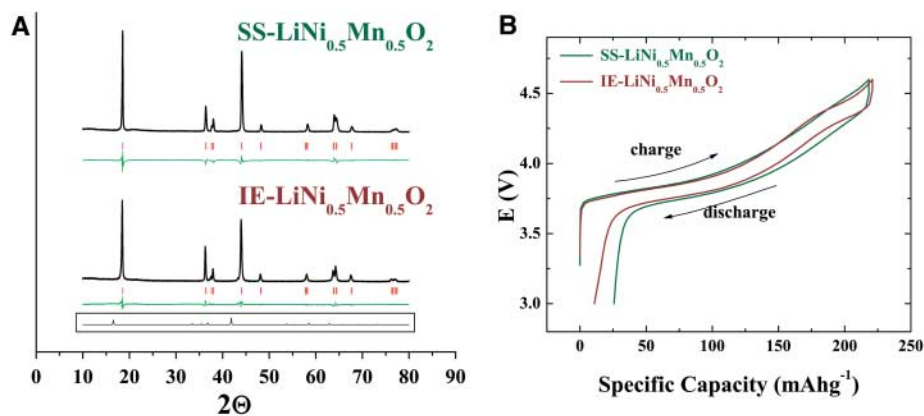 A
SS-LiNi0.5Mn0.5O2
IE-LiNi0.5Mn0.5O2
0 10 20 30 40 50 60 70 80 90
2Θ
B
SS-LiNi0.5Mn0.5O2
IE-LiNi0.5Mn0.5O2
4.5
4.0
3.5
3.0
E (V)
charge
discharge
0 50 100 150 200 250
Specific Capacity (mAhg-1)